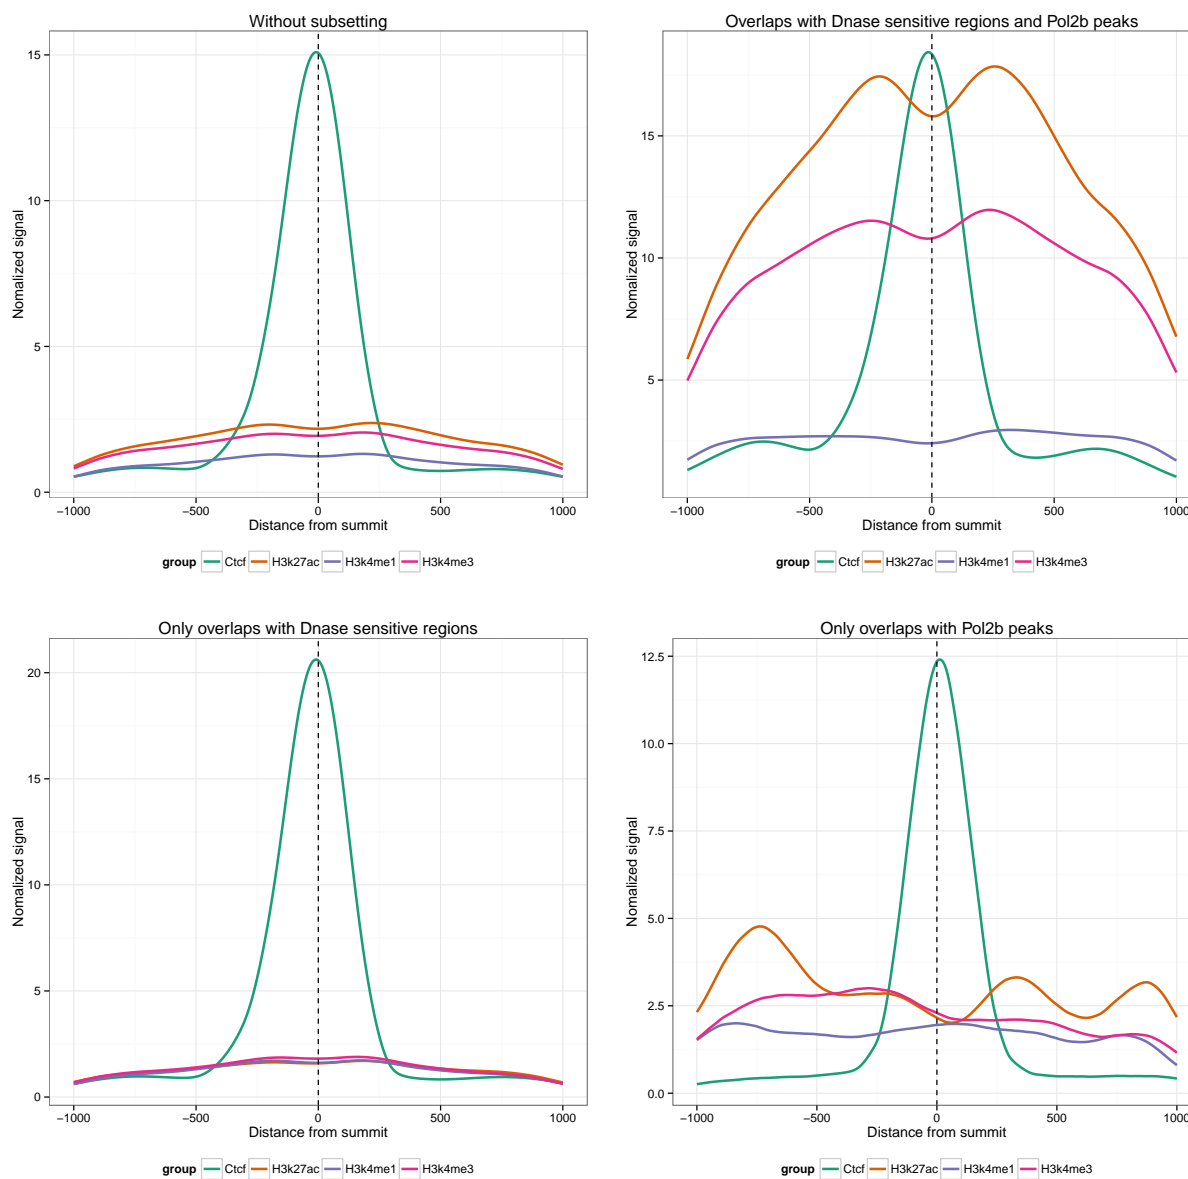 Without subsetting
Nomalized signal
15
10
5
0
−1000 −500 0 500 1000
Distance from summit
group Ctcf H3k27ac H3k4me1 H3k4me3
Overlaps with Dnase sensitive regions and Pol2b peaks
Nomalized signal
15
10
5
−1000 −500 0 500 1000
Distance from summit
group Ctcf H3k27ac H3k4me1 H3k4me3
Only overlaps with Dnase sensitive regions
Nomalized signal
20
15
10
5
0
−1000 −500 0 500 1000
Distance from summit
group Ctcf H3k27ac H3k4me1 H3k4me3
Only overlaps with Pol2b peaks
Nomalized signal
12.5
10.0
7.5
5.0
2.5
0.0
−1000 −500 0 500 1000
Distance from summit
group Ctcf H3k27ac H3k4me1 H3k4me3